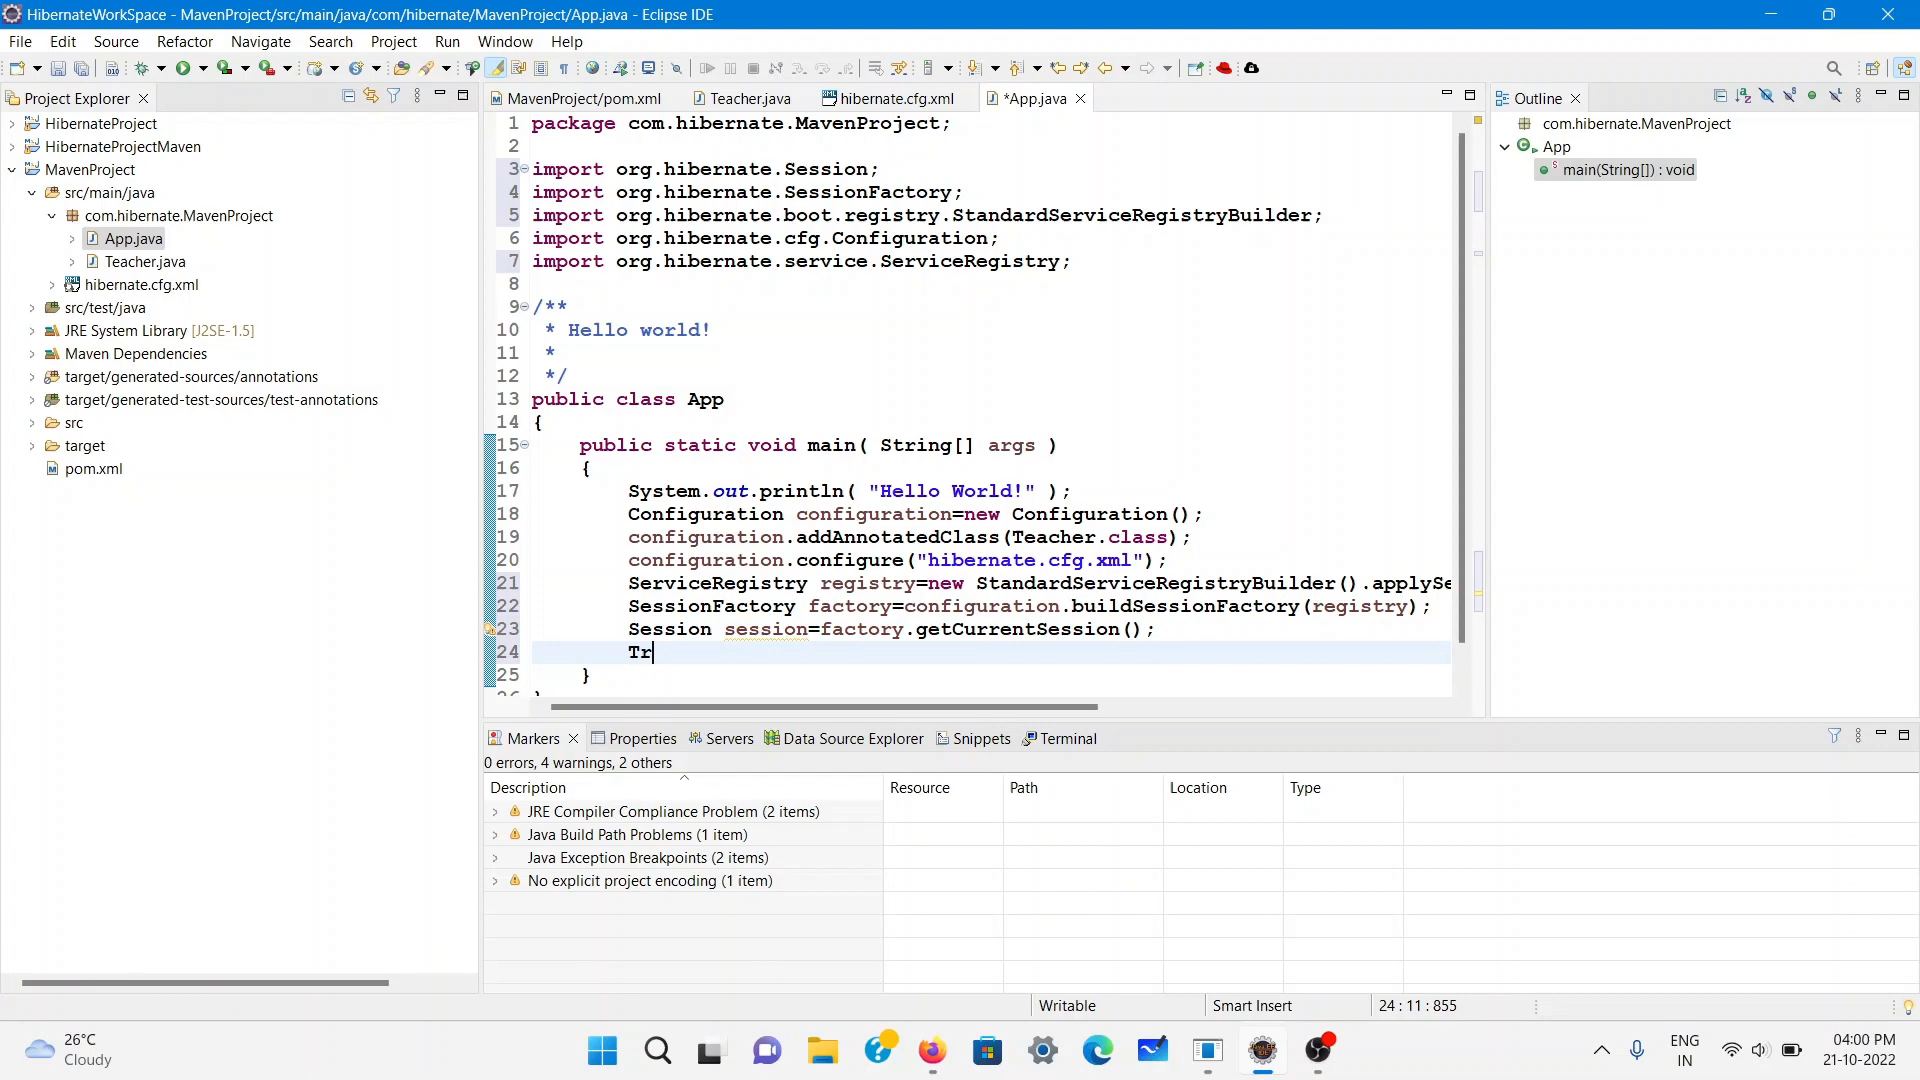 HibernateWorkSpace - MavenProject/src/main/java/com/hibernate/MavenProject/App.java - Eclipse IDE
File Edit Source Refactor Navigate Search Project Run Window Help
Project Explorer
HibernateProject
HibernateProjectMaven
MavenProject
src/main/java
com.hibernate.MavenProject
App.java
Teacher.java
hibernate.cfg.xml
src/test/java
JRE System Library [J2SE-1.5]
Maven Dependencies
target/generated-sources/annotations
target/generated-test-sources/test-annotations
src
target
pom.xml
MavenProject/pom.xml Teacher.java hibernate.cfg.xml *App.java
1 package com.hibernate.MavenProject;
2
3 import org.hibernate.Session;
4 import org.hibernate.SessionFactory;
5 import org.hibernate.boot.registry.StandardServiceRegistryBuilder;
6 import org.hibernate.cfg.Configuration;
7 import org.hibernate.service.ServiceRegistry;
8
9 /**
10 * Hello world!
11 *
12 */
13 public class App
14 {
15 public static void main( String[] args )
16 {
17 System.out.println( "Hello World!" );
18 Configuration configuration=new Configuration();
19 configuration.addAnnotatedClass(Teacher.class);
20 configuration.configure("hibernate.cfg.xml");
21 ServiceRegistry registry=new StandardServiceRegistryBuilder().applySe
22 SessionFactory factory=configuration.buildSessionFactory(registry);
23 Session session=factory.getCurrentSession();
24 Tr
25 }
Outline
com.hibernate.MavenProject
App
main(String[]) : void
Markers Properties Servers Data Source Explorer Snippets Terminal
0 errors, 4 warnings, 2 others
Description Resource Path Location Type
JRE Compiler Compliance Problem (2 items)
Java Build Path Problems (1 item)
Java Exception Breakpoints (2 items)
No explicit project encoding (1 item)
Writable Smart Insert 24 : 11 : 855
26°C
Cloudy
ENG
IN
04:00 PM
21-10-2022